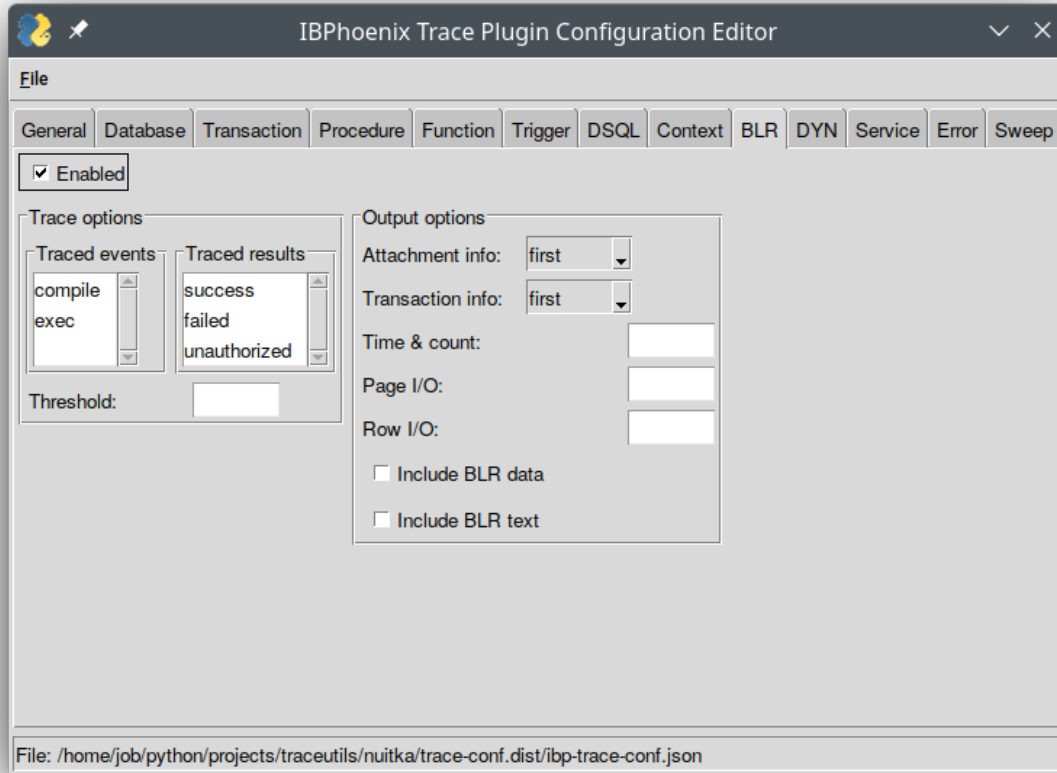 IBPhoenix Trace Plugin Configuration Editor
File
General Database Transaction Procedure Function Trigger DSQL Context BLR DYN Service Error Sweep
Enabled
Trace options
Traced events
compile
exec
Traced results
success
failed
unauthorized
Threshold:
Output options
Attachment info: first
Transaction info: first
Time & count:
Page I/O:
Row I/O:
Include BLR data
Include BLR text
File: /home/job/python/projects/traceutils/nuitka/trace-conf.dist/ibp-trace-conf.json